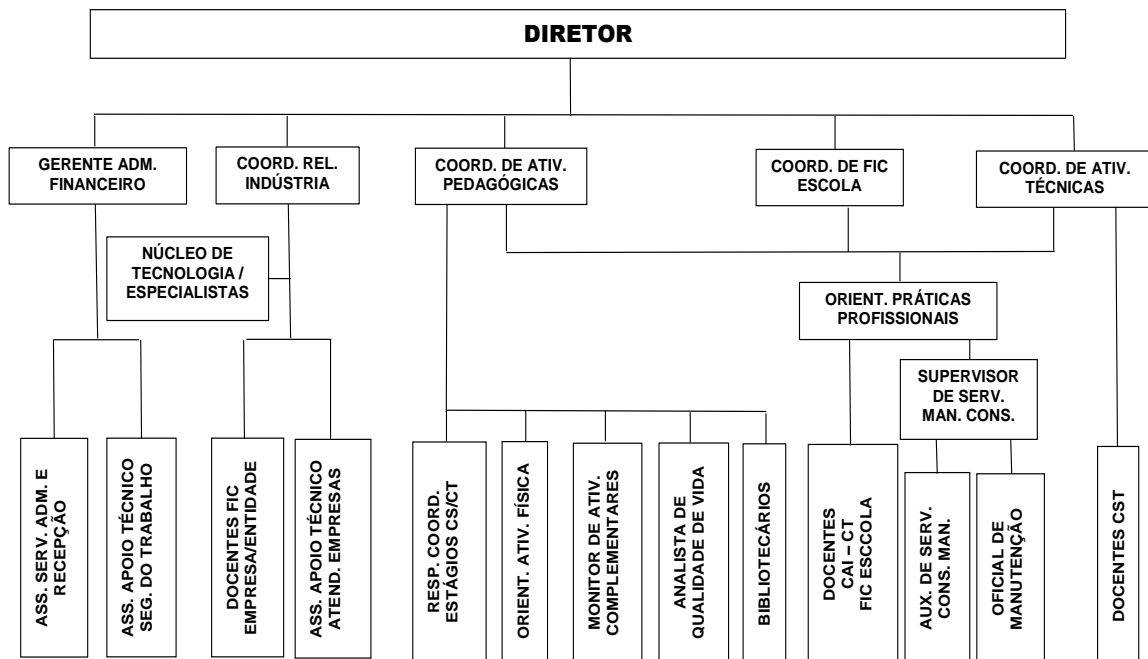 DIRETOR
GERENTE ADM.
FINANCEIRO
COORD. REL.
INDÚSTRIA
COORD. DE ATIV.
PEDAGÓGICAS
COORD. DE FIC
ESCOLA
COORD. DE ATIV.
TÉCNICAS
NÚCLEO DE
TECNOLOGIA /
ESPECIALISTAS
ORIENT. PRÁTICAS
PROFISSIONAIS
SUPERVISOR
DE SERV.
MAN. CONS.
ASS. SERV. ADM. E
RECEPÇÃO
ASS. APOIO TÉCNICO
SEG. DO TRABALHO
DOCENTES FIC
EMPRESA/ENTIDADE
ASS. APOIO TÉCNICO
ATEND. EMPRESAS
RESP. COORD.
ESTÁGIOS CS/CT
ORIENT. ATIV. FÍSICA
MONITOR DE ATIV.
COMPLEMENTARES
ANALISTA DE
QUALIDADE DE VIDA
BIBLIOTECÁRIOS
DOCENTES
CAI – CT
FIC ESCCOLA
AUX. DE SERV.
CONS. MAN.
OFICIAL DE
MANUTENÇÃO
DOCENTES CST